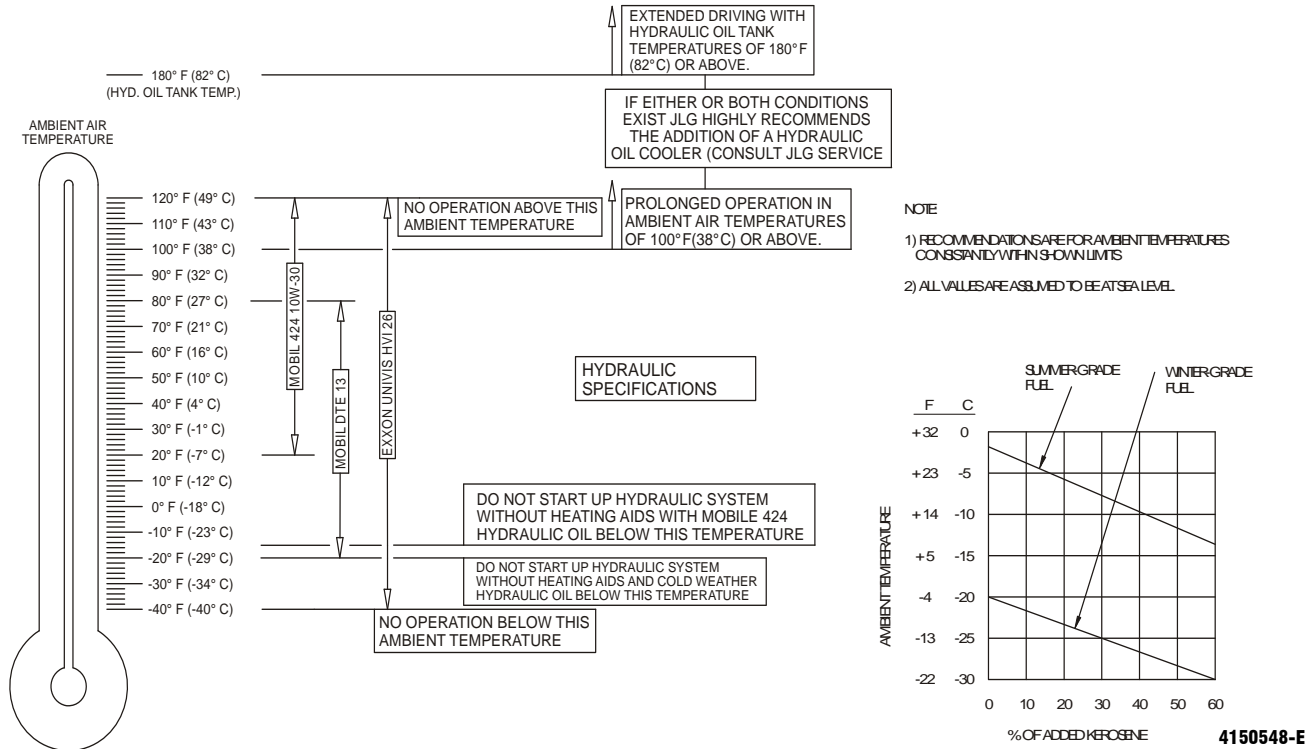 EXTENDED DRIVING WITH
HYDRAULIC OIL TANK
TEMPERATURES OF 180°F
(82°C) OR ABOVE.
180° F (82° C)
(HYD. OIL TANK TEMP.)
IF EITHER OR BOTH CONDITIONS
EXIST JLG HIGHLY RECOMMENDS
THE ADDITION OF A HYDRAULIC
OIL COOLER (CONSULT JLG SERVICE
AMBIENT AIR
TEMPERATURE
120° F (49° C)
110° F (43° C)
100° F (38° C)
90° F (32° C)
80° F (27° C)
70° F (21° C)
60° F (16° C)
50° F (10° C)
40° F (4° C)
30° F (-1° C)
20° F (-7° C)
10° F (-12° C)
0° F (-18° C)
-10° F (-23° C)
-20° F (-29° C)
-30° F (-34° C)
-40° F (-40° C)
MOBIL 424 10W-30
MOBIL DTE 13
EXXON UNIVIS HVI 26
NO OPERATION ABOVE THIS
AMBIENT TEMPERATURE
PROLONGED OPERATION IN
AMBIENT AIR TEMPERATURES
OF 100°F(38°C) OR ABOVE.
HYDRAULIC
SPECIFICATIONS
DO NOT START UP HYDRAULIC SYSTEM
WITHOUT HEATING AIDS WITH MOBILE 424
HYDRAULIC OIL BELOW THIS TEMPERATURE
DO NOT START UP HYDRAULIC SYSTEM
WITHOUT HEATING AIDS AND COLD WEATHER
HYDRAULIC OIL BELOW THIS TEMPERATURE
NO OPERATION BELOW THIS
AMBIENT TEMPERATURE
NOTE:
1) RECOMMENDATIONS ARE FOR AMBIENT TEMPERATURES
CONSISTANTLY WITHIN SHOWN LIMITS
2) ALL VALUES ARE ASSUMED TO BE AT SEA LEVEL.
SUMMER-GRADE
FUEL
WINTER-GRADE
FUEL
F C
+32 0
+23 -5
+14 -10
+5 -15
-4 -20
-13 -25
-22 -30
AMBIENT TEMPERATURE
0 10 20 30 40 50 60
% OF ADDED KEROSENE
4150548-E